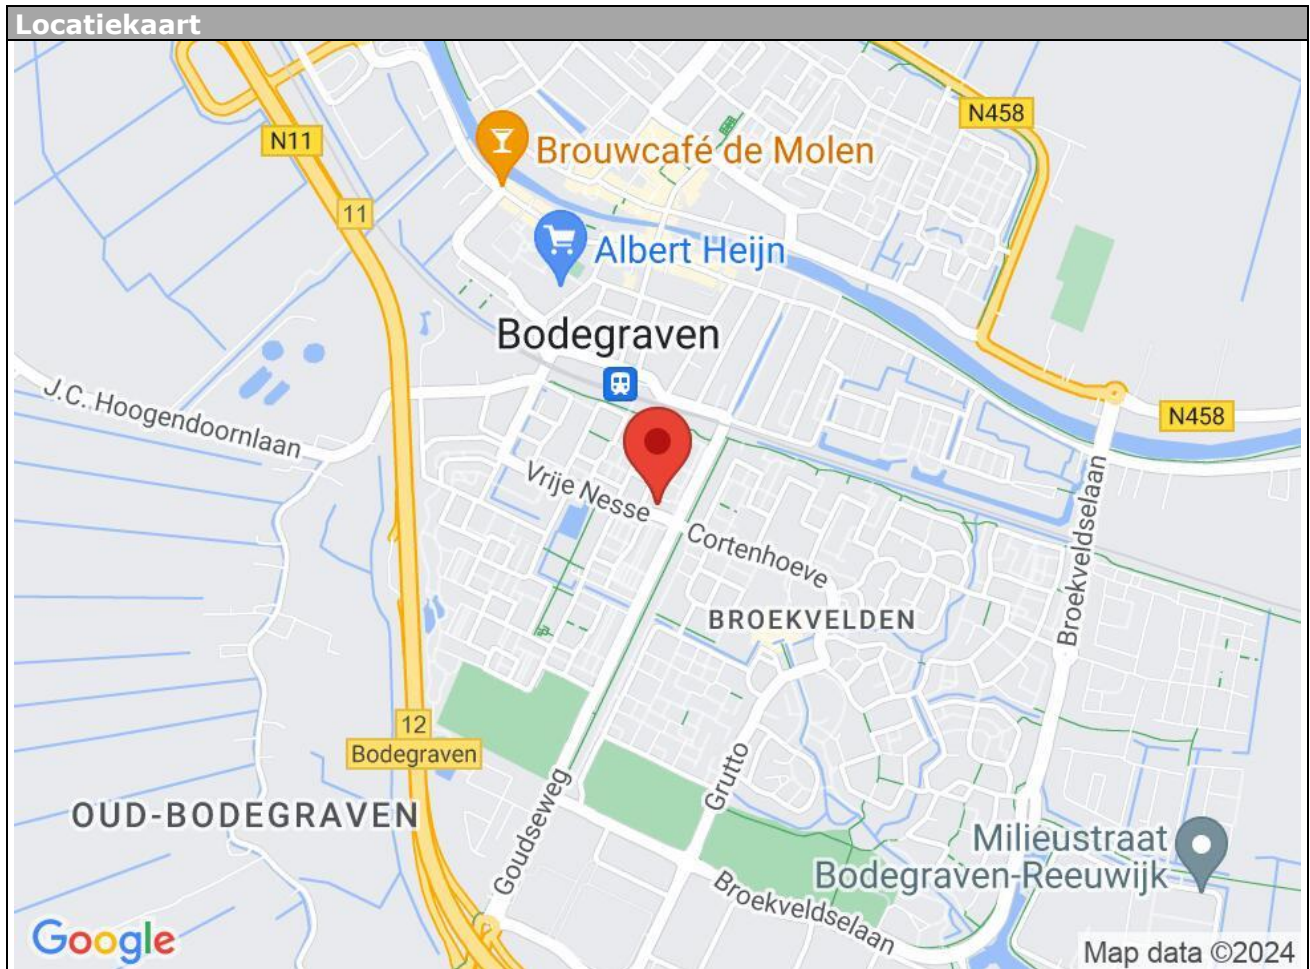 Locatiekaart
N458
N11
Brouwcafé de Molen
11
Albert Heijn
Bodegraven
J.C. Hoogendoornlaan
N458
Vrije Nesse
Cortenhoeve
Broekveldselaan
BROEKVELDEN
12
Bodegraven
Grutto
OUD-BODEGRAVEN
Goudseweg
Milieustraat
Bodegraven-Reeuwijk
Broekveldselaan
Google
Map data ©2024